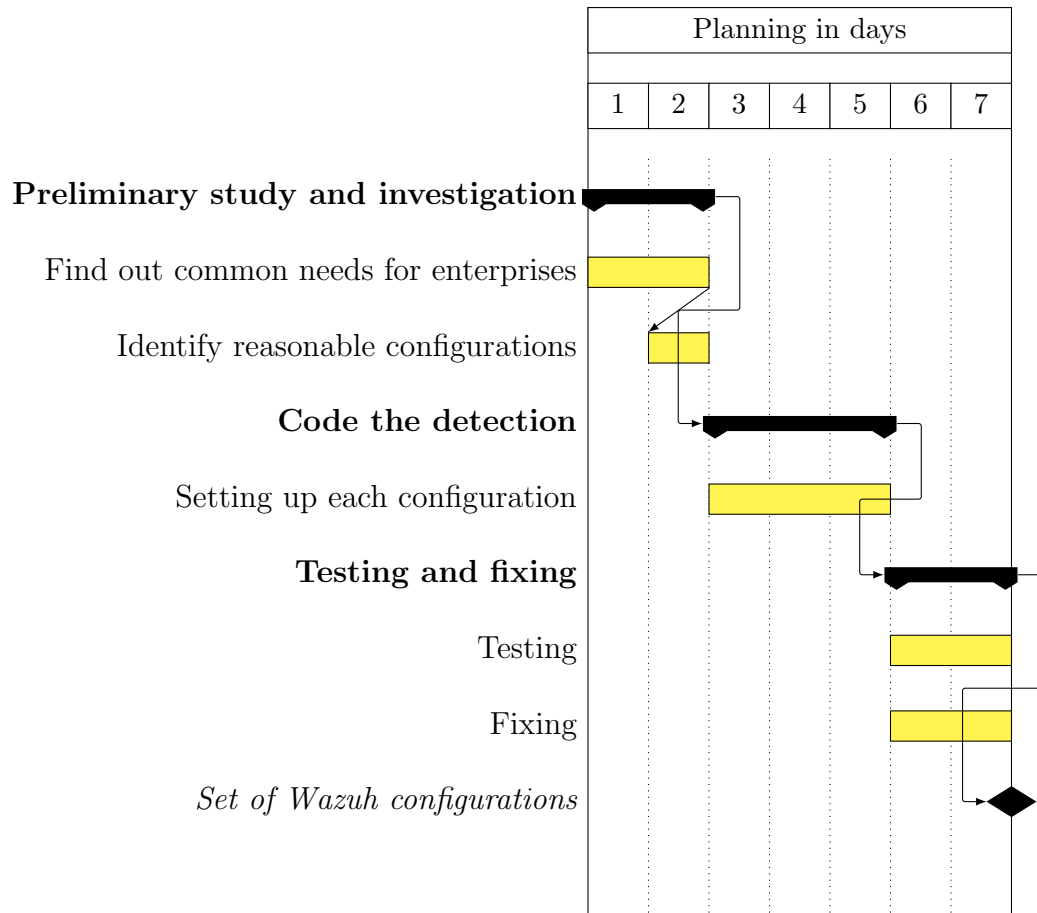 Planning in days
1 2 3 4 5 6 7
Preliminary study and investigation
Find out common needs for enterprises
Identify reasonable configurations
Code the detection
Setting up each configuration
Testing and fixing
Testing
Fixing
Set of Wazuh configurations